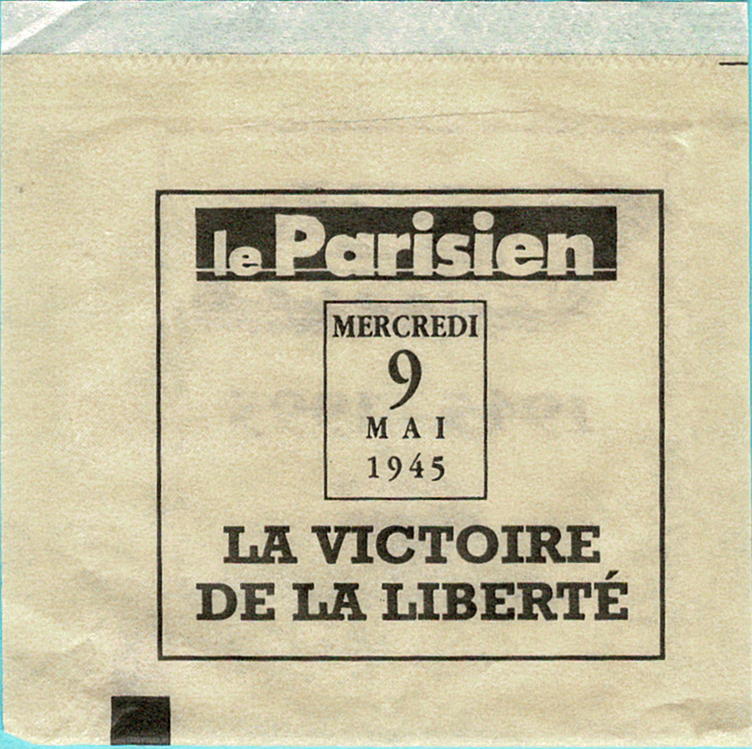 le Parisien
MERCREDI
9
MAI
1945
LA VICTOIRE
DE LA LIBERTÉ